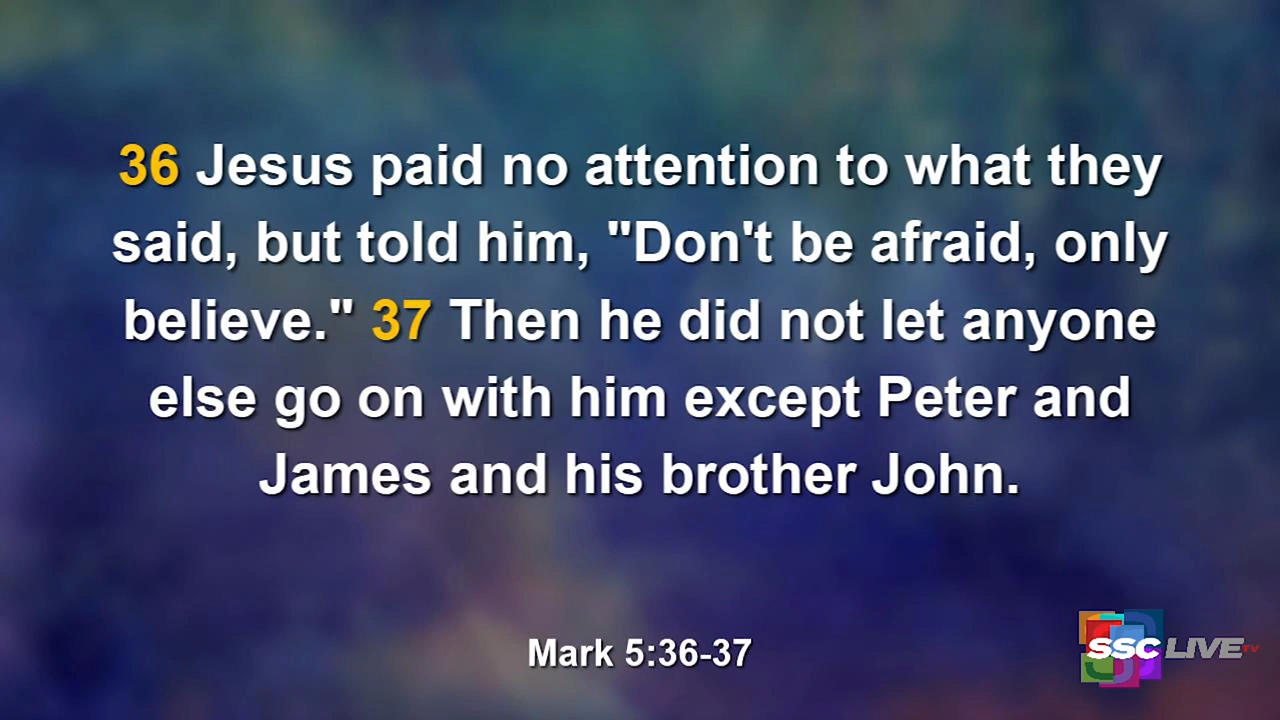 36 Jesus paid no attention to what they
said, but told him, "Don't be afraid, only
believe." 37 Then he did not let anyone
else go on with him except Peter and
James and his brother John.
Mark 5:36-37
SSC LIVE TV